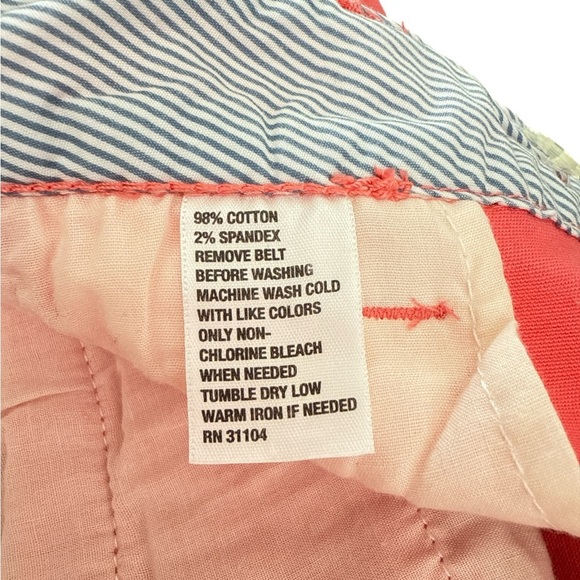 98% COTTON
2% SPANDEX
REMOVE BELT
BEFORE WASHING
MACHINE WASH COLD
WITH LIKE COLORS
ONLY NON-
CHLORINE BLEACH
WHEN NEEDED
TUMBLE DRY LOW
WARM IRON IF NEEDED
RN 31104